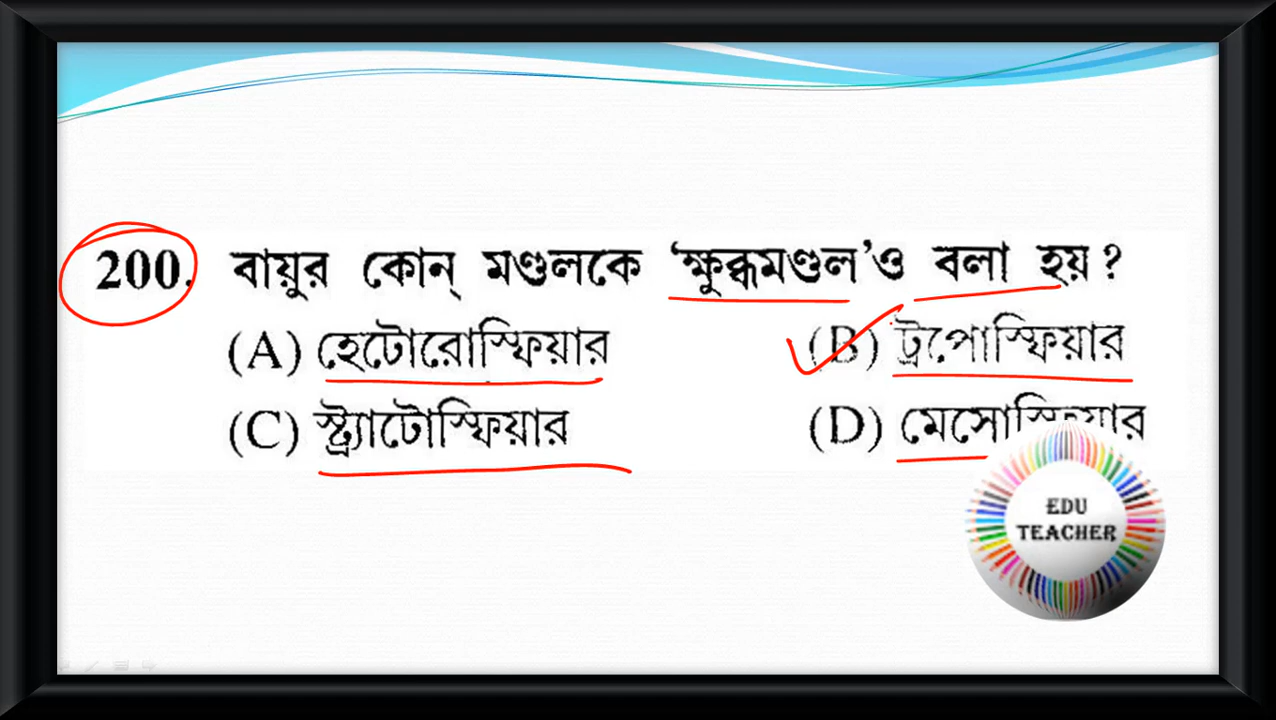 200. বায়ুর কোন্ মণ্ডলকে ‘ক্ষুব্ধমণ্ডল’ও বলা হয় ?
(A) হেটোরোস্ফিয়ার (B) ট্রপোস্ফিয়ার
(C) স্ট্র্যাটোস্ফিয়ার (D) মেসোস্ফিয়ার
EDU
TEACHER